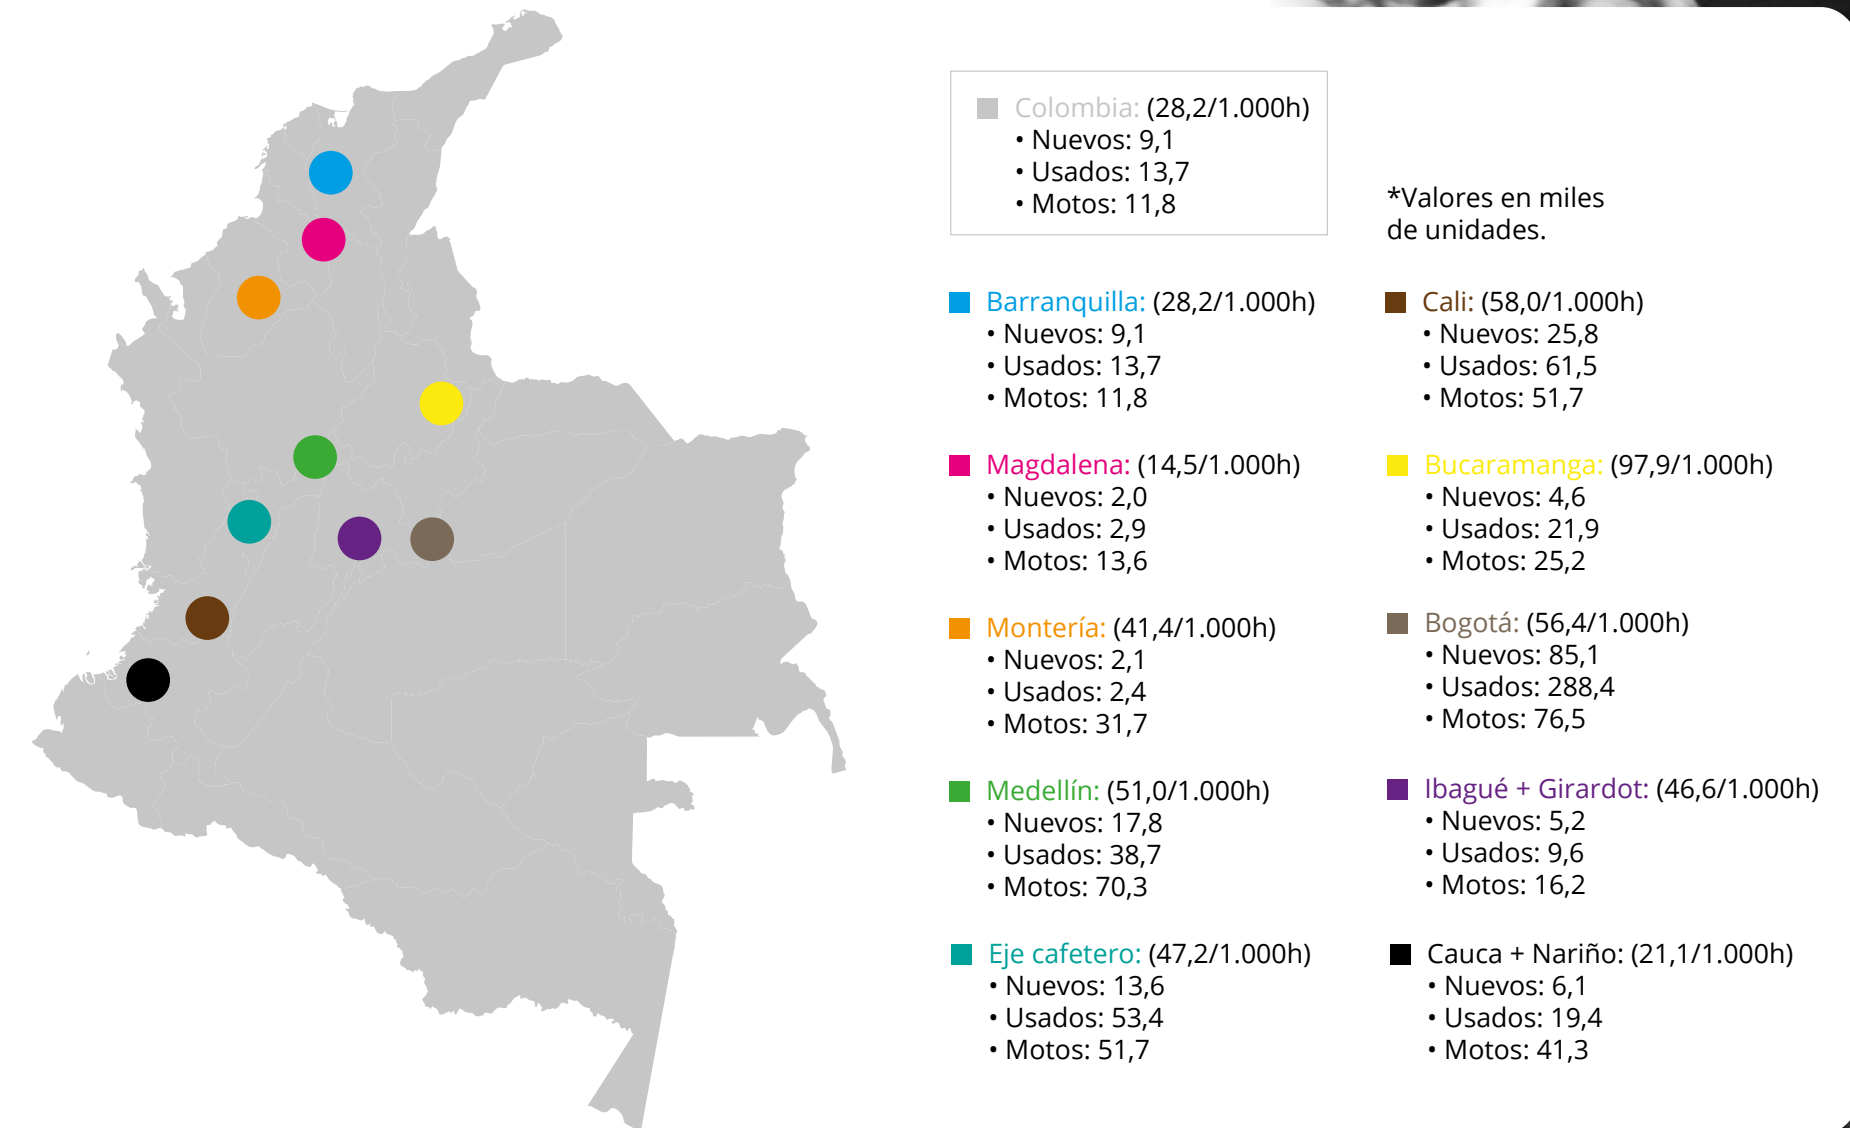 Colombia: (28,2/1.000h)
• Nuevos: 9,1
• Usados: 13,7
• Motos: 11,8
*Valores en miles
de unidades.
Barranquilla: (28,2/1.000h)
• Nuevos: 9,1
• Usados: 13,7
• Motos: 11,8
Magdalena: (14,5/1.000h)
• Nuevos: 2,0
• Usados: 2,9
• Motos: 13,6
Montería: (41,4/1.000h)
• Nuevos: 2,1
• Usados: 2,4
• Motos: 31,7
Medellín: (51,0/1.000h)
• Nuevos: 17,8
• Usados: 38,7
• Motos: 70,3
Eje cafetero: (47,2/1.000h)
• Nuevos: 13,6
• Usados: 53,4
• Motos: 51,7
Cali: (58,0/1.000h)
• Nuevos: 25,8
• Usados: 61,5
• Motos: 51,7
Bucaramanga: (97,9/1.000h)
• Nuevos: 4,6
• Usados: 21,9
• Motos: 25,2
Bogotá: (56,4/1.000h)
• Nuevos: 85,1
• Usados: 288,4
• Motos: 76,5
Ibagué + Girardot: (46,6/1.000h)
• Nuevos: 5,2
• Usados: 9,6
• Motos: 16,2
Cauca + Nariño: (21,1/1.000h)
• Nuevos: 6,1
• Usados: 19,4
• Motos: 41,3